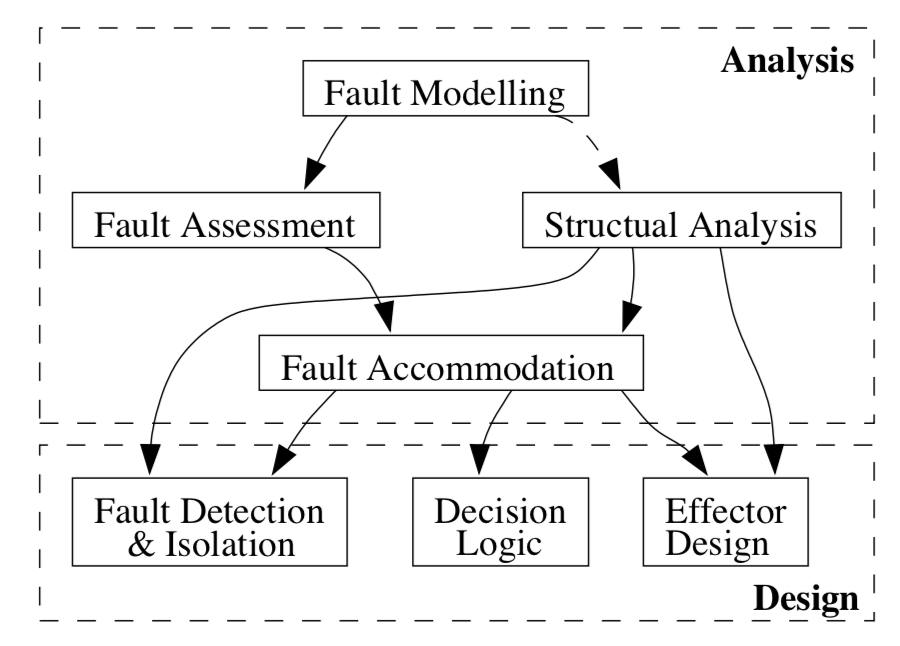 Analysis
Fault Modelling
Fault Assessment
Structual Analysis
Fault Accommodation
Fault Detection
& Isolation
Decision
Logic
Effector
Design
Design